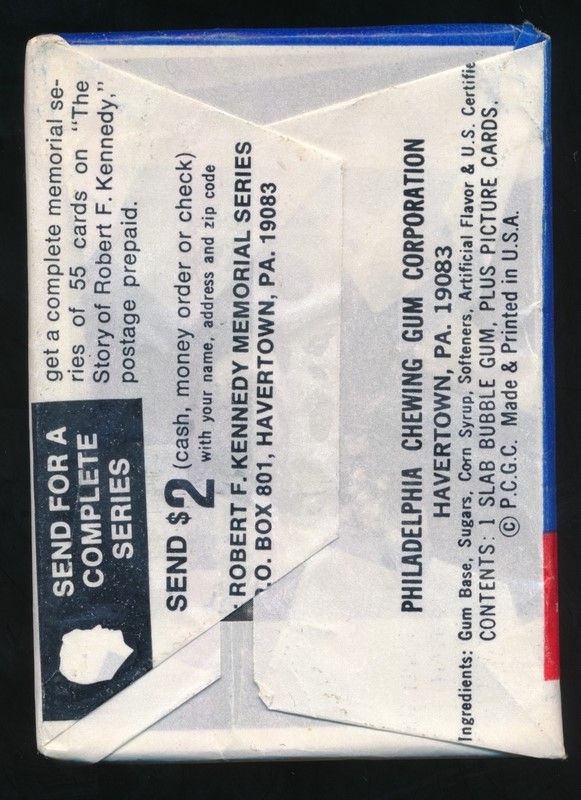 SEND FOR A
COMPLETE
SERIES
get a complete memorial se-
ries of 55 cards on "The
Story of Robert F. Kennedy,"
postage prepaid.
SEND $2 (cash, money order or check)
with your name, address and zip code
ROBERT F. KENNEDY MEMORIAL SERIES
.O. BOX 801, HAVERTOWN, PA. 19083
PHILADELPHIA CHEWING GUM CORPORATION
HAVERTOWN, PA. 19083
Ingredients: Gum Base, Sugars, Corn Syrup, Softeners, Artificial Flavor & U.S. Certifie
CONTENTS: 1 SLAB BUBBLE GUM, PLUS PICTURE CARDS.
© P.C.G.C. Made & Printed in U.S.A.